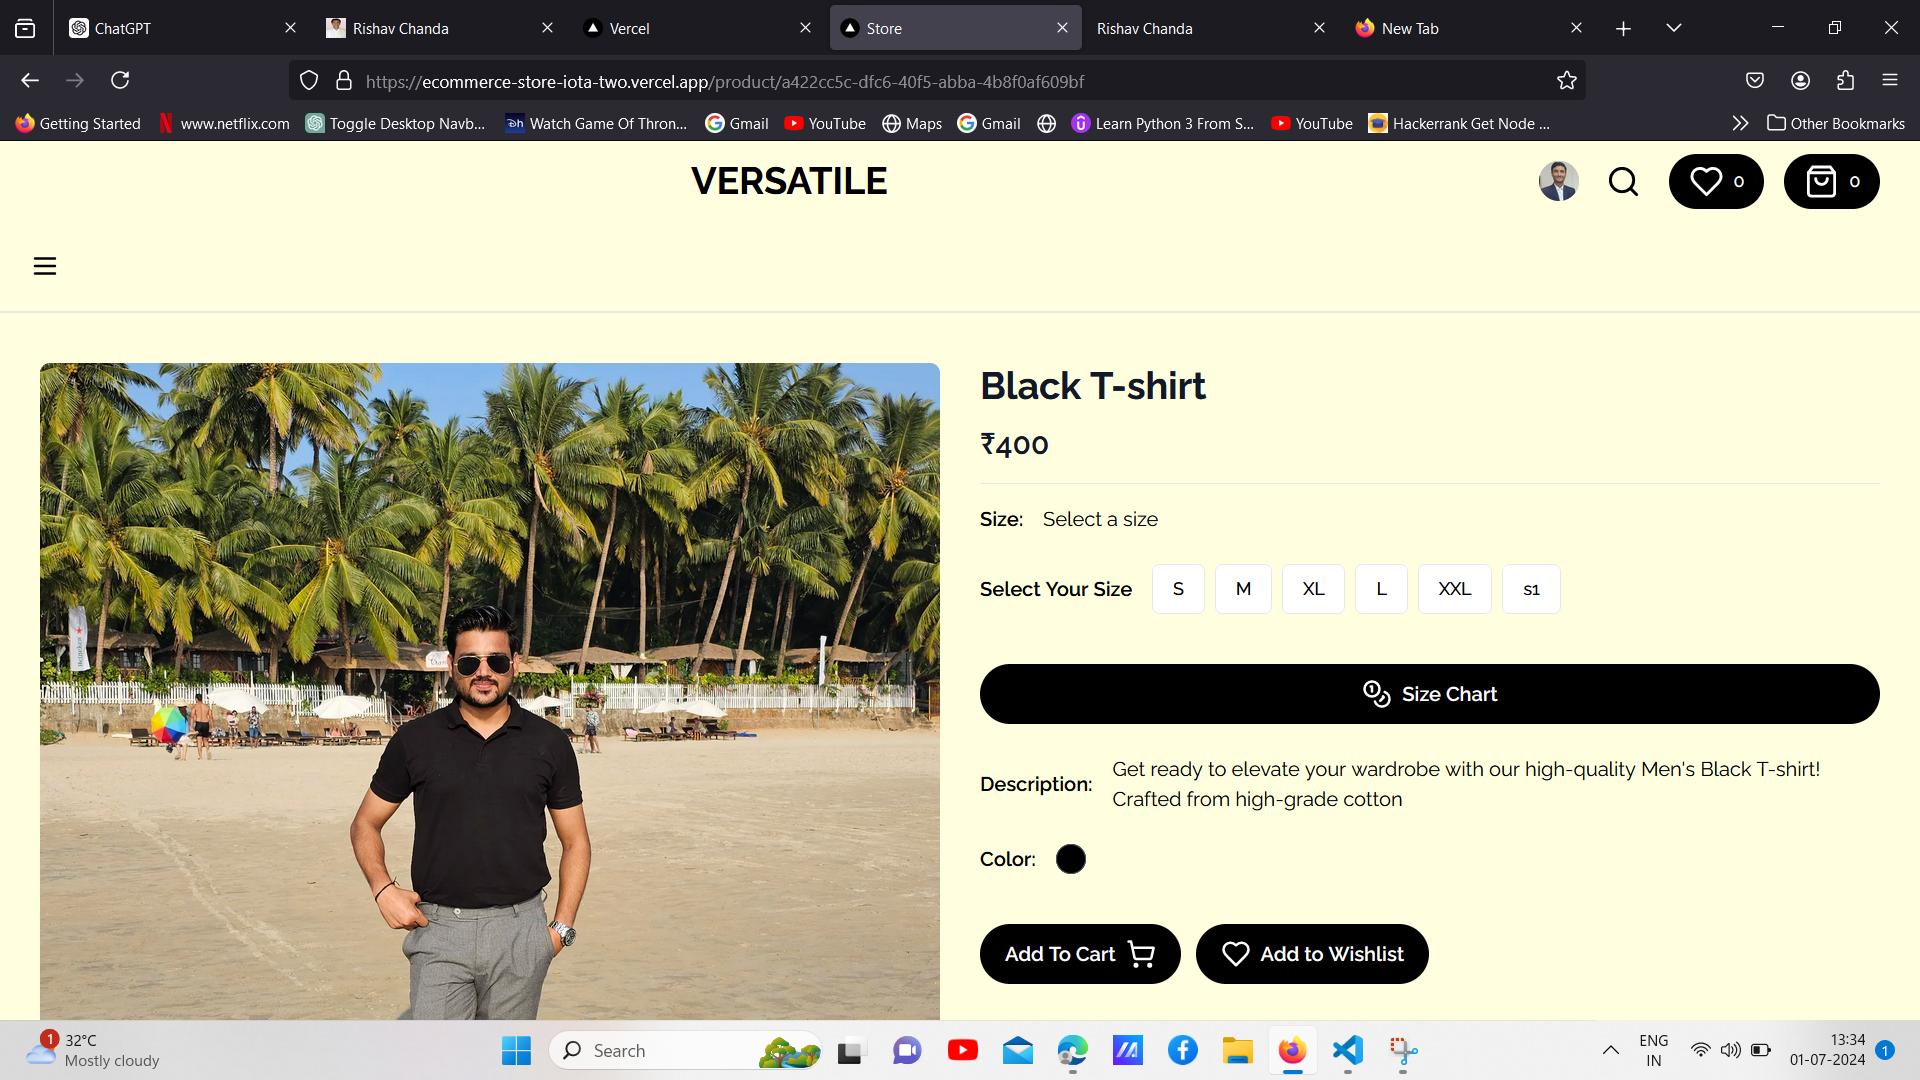 ChatGPT
Rishav Chanda
Vercel
Store
Rishav Chanda
New Tab
https://ecommerce-store-iota-two.vercel.app/product/a422cc5c-dfc6-40f5-abba-4b8f0af609bf
Getting Started
www.netflix.com
Toggle Desktop Navb...
Watch Game Of Thron...
Gmail
YouTube
Maps
Gmail
Learn Python 3 From S...
YouTube
Hackerrank Get Node ...
Other Bookmarks
VERSATILE
0
0
Black T-shirt
₹400
Size: Select a size
Select Your Size S M XL L XXL s1
Size Chart
Description: Get ready to elevate your wardrobe with our high-quality Men's Black T-shirt!
Crafted from high-grade cotton
Color:
Add To Cart
Add to Wishlist
1
32°C
Mostly cloudy
Search
ENG
IN
13:34
01-07-2024
1